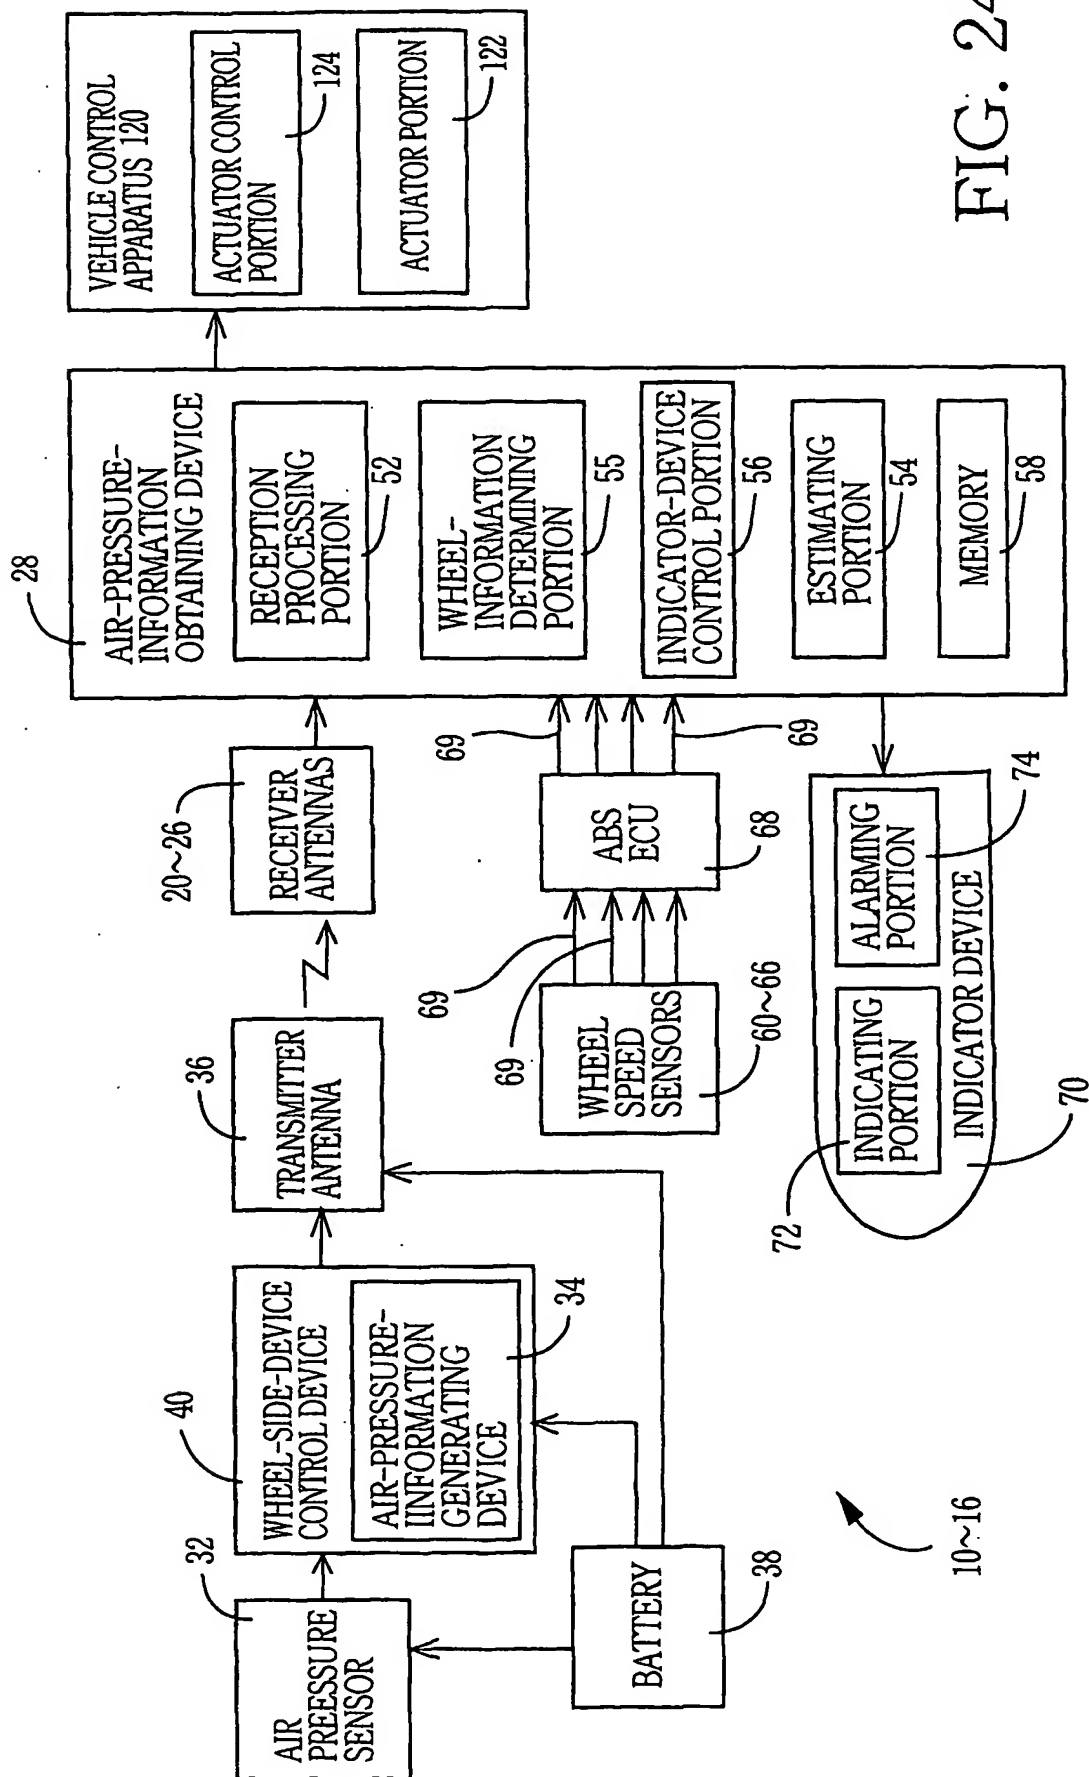 AIR
PREESSURE
SENSOR
32
WHEEL-SIDE-DEVICE
CONTROL DEVICE
40
AIR-PRESSURE-
IINFORMATION
GENERATING
DEVICE
34
TRANSMITTER
ANTENNA
36
BATTERY
38
10~16
RECEIVER
ANTENNAS
20~26
WHEEL
SPEED
SENSORS
60~66
69
69
ABS
ECU
68
69
69
INDICATING
PORTION
72
ALARMING
PORTION
74
INDICATOR DEVICE
70
28
AIR-PRESSURE-
INFORMATION
OBTAINING DEVICE
RECEPTION
PROCESSING
PORTION
52
WHEEL-
INFORMATION
DETERMINING
PORTION
55
INDICATOR-DEVICE
CONTROL PORTION
56
ESTIMATING
PORTION
54
MEMORY
58
VEHICLE CONTROL
APPARATUS 120
ACTUATOR CONTROL
PORTION
124
ACTUATOR PORTION
122
FIG. 24